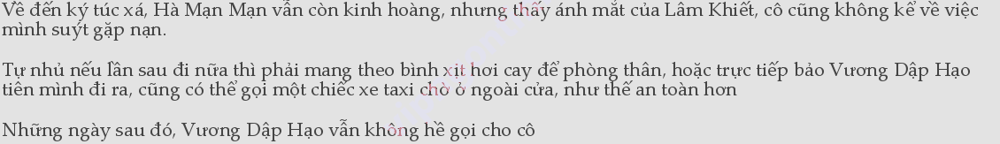 Về đến ký túc xá, Hà Mạn Mạn vẫn còn kinh hoàng, nhưng thấy ánh mắt của Lâm Khiết, cô cũng không kể về việc
mình suýt gặp nạn.
Tự nhủ nếu lần sau đi nữa thì phải mang theo bình xịt hơi cay để phòng thân, hoặc trực tiếp bảo Vương Dập Hạo
tiên mình đi ra, cũng có thể gọi một chiếc xe taxi chờ ở ngoài cửa, như thế an toàn hơn
Những ngày sau đó, Vương Dập Hạo vẫn không hề gọi cho cô